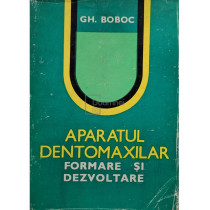 GH. BOBOC
APARATUL
DENTOMAXILAR
FORMARE ȘI
DEZVOLTARE